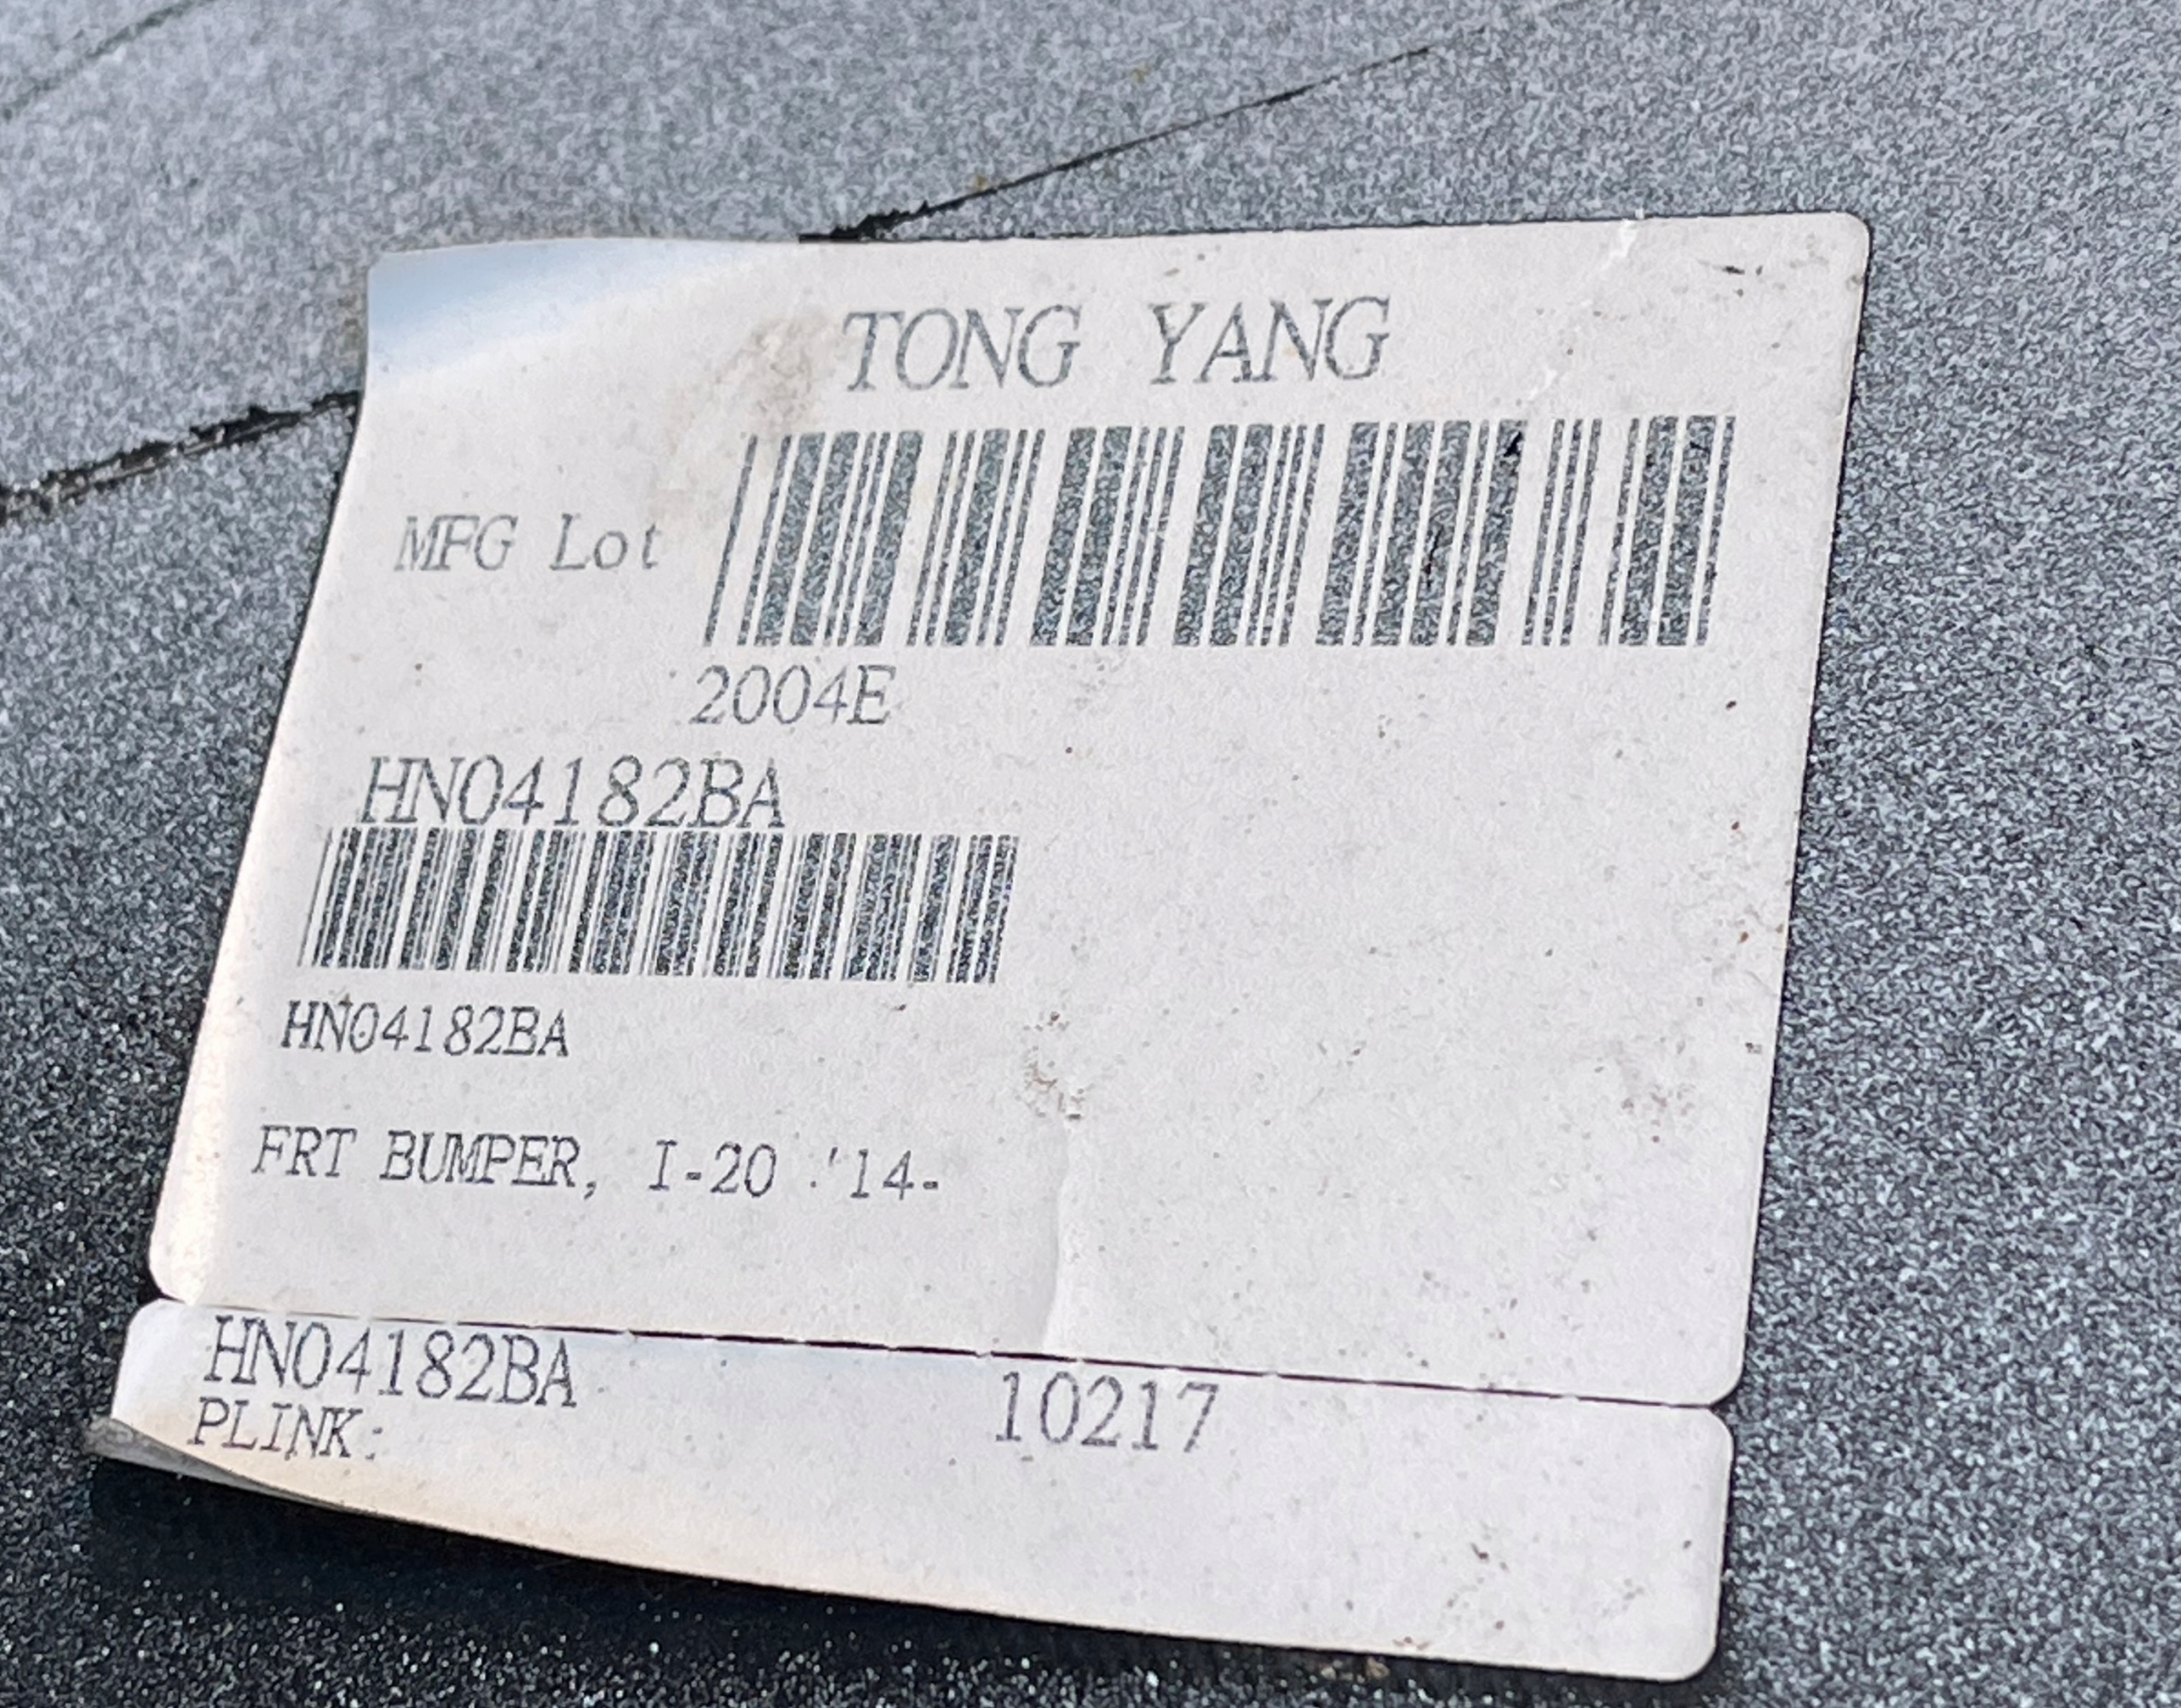 TONG YANG
MFG Lot
2004E
HN04182BA
HN04182BA
FRT BUMPER, I-20 '14-
HN04182BA 10217
PLINK: